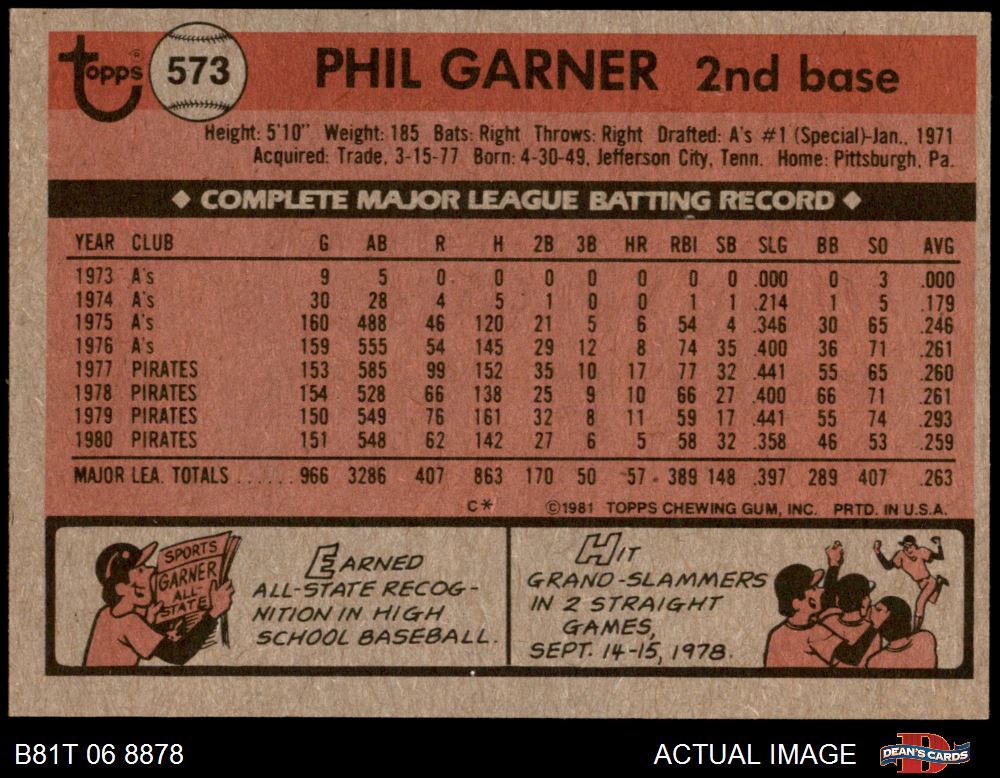 Topps® 573 PHIL GARNER 2nd base
Height: 5'10" Weight: 185 Bats: Right Throws: Right Drafted: A's #1 (Special)-Jan., 1971
Acquired: Trade, 3-15-77 Born: 4-30-49, Jefferson City, Tenn. Home: Pittsburgh, Pa.
◆ COMPLETE MAJOR LEAGUE BATTING RECORD ◆
YEAR CLUB G AB R H 2B 3B HR RBI SB SLG BB SO AVG
1973 A's 9 5 0 0 0 0 0 0 0 .000 0 3 .000
1974 A's 30 28 4 5 1 0 0 1 1 .214 1 5 .179
1975 A's 160 488 46 120 21 5 6 54 4 .346 30 65 .246
1976 A's 159 555 54 145 29 12 8 74 35 .400 36 71 .261
1977 PIRATES 153 585 99 152 35 10 17 77 32 .441 55 65 .260
1978 PIRATES 154 528 66 138 25 9 10 66 27 .400 66 71 .261
1979 PIRATES 150 549 76 161 32 8 11 59 17 .441 55 74 .293
1980 PIRATES 151 548 62 142 27 6 5 58 32 .358 46 53 .259
MAJOR LEA. TOTALS ...... 966 3286 407 863 170 50 57 389 148 .397 289 407 .263
C* ©1981 TOPPS CHEWING GUM, INC. PRTD. IN U.S.A.
SPORTS
GARNER
ALL-
STATE
EARNED
ALL-STATE RECOG-
NITION IN HIGH
SCHOOL BASEBALL.
HIT
GRAND-SLAMMERS
IN 2 STRAIGHT
GAMES,
SEPT. 14-15, 1978.
B81T 06 8878 ACTUAL IMAGE D DEAN'S CARDS